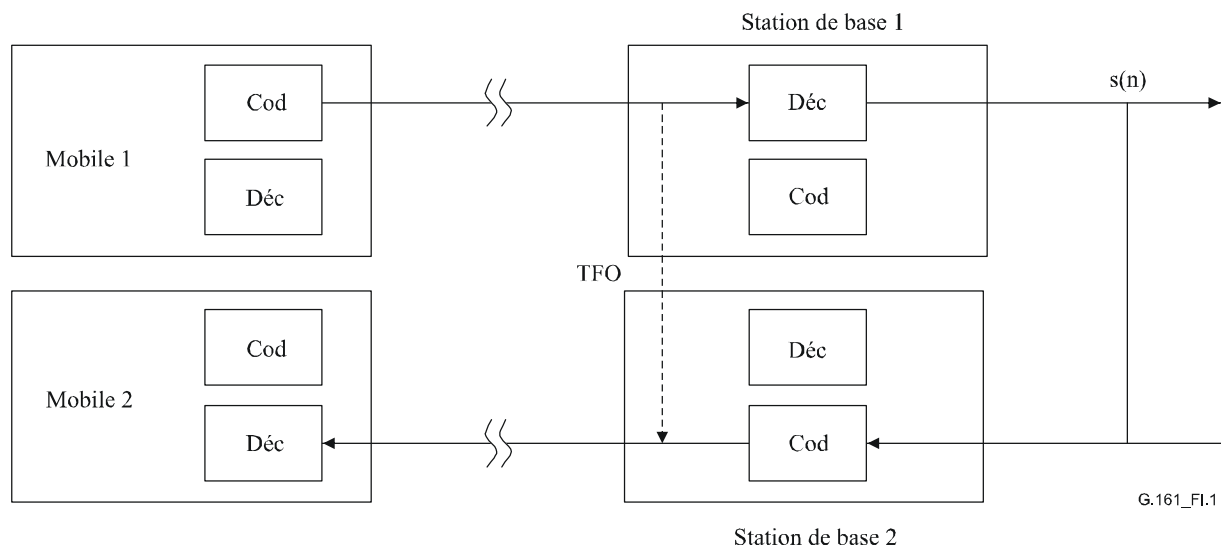 Station de base 1
Cod
Déc
s(n)
Mobile 1
Déc
Cod
TFO
Cod
Déc
Mobile 2
Déc
Cod
G.161_FI.1
Station de base 2